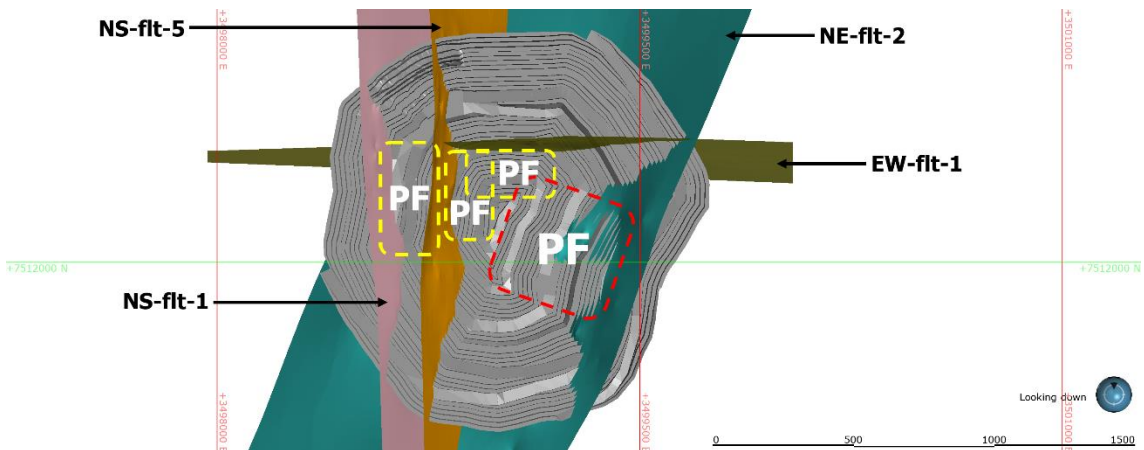 NS-flt-5
+3498000 E
+3499500 E
+3501000 E
NE-flt-2
EW-flt-1
PF
PF
PF
PF
+7512000 N
+7512000 N
NS-flt-1
Looking down
+3498000 E
+3499500 E
+3501000 E
0
500
1000
1500